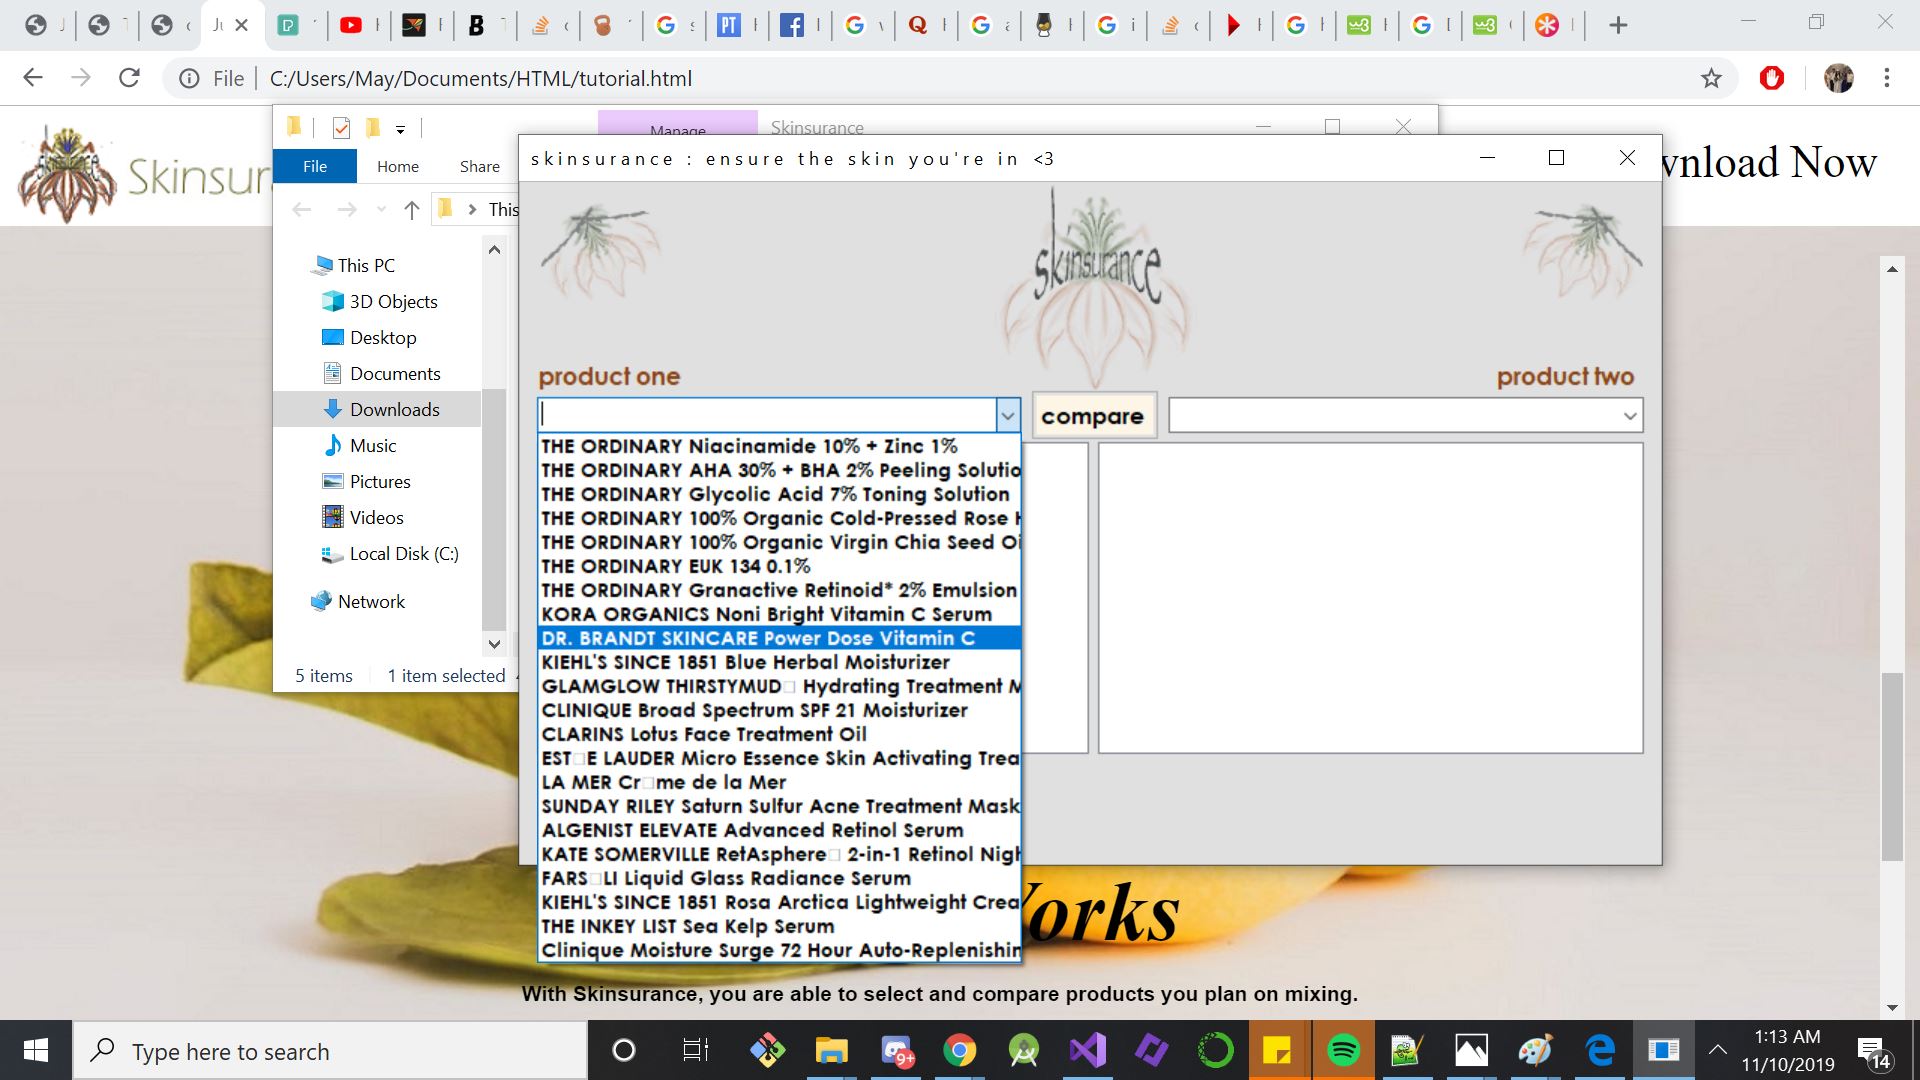 File
C:/Users/May/Documents/HTML/tutorial.html
Manage
Skinsurance
skinsurance : ensure the skin you're in <3
File
Home
Share
This
This PC
3D Objects
Desktop
Documents
Downloads
Music
Pictures
Videos
Local Disk (C:)
Network
5 items
1 item selected
skinsurance
product one
product two
compare
THE ORDINARY Niacinamide 10% + Zinc 1%
THE ORDINARY AHA 30% + BHA 2% Peeling Solutio
THE ORDINARY Glycolic Acid 7% Toning Solution
THE ORDINARY 100% Organic Cold-Pressed Rose H
THE ORDINARY 100% Organic Virgin Chia Seed Oi
THE ORDINARY EUK 134 0.1%
THE ORDINARY Granactive Retinoid* 2% Emulsion
KORA ORGANICS Noni Bright Vitamin C Serum
DR. BRANDT SKINCARE Power Dose Vitamin C
KIEHL'S SINCE 1851 Blue Herbal Moisturizer
GLAMGLOW THIRSTYMUD□ Hydrating Treatment M
CLINIQUE Broad Spectrum SPF 21 Moisturizer
CLARINS Lotus Face Treatment Oil
EST□E LAUDER Micro Essence Skin Activating Trea
LA MER Cr□me de la Mer
SUNDAY RILEY Saturn Sulfur Acne Treatment Mask
ALGENIST ELEVATE Advanced Retinol Serum
KATE SOMERVILLE RetAsphere□ 2-in-1 Retinol Nigh
FARS□LI Liquid Glass Radiance Serum
KIEHL'S SINCE 1851 Rosa Arctica Lightweight Crea
THE INKEY LIST Sea Kelp Serum
Clinique Moisture Surge 72 Hour Auto-Replenishin
Skinsur
wnload Now
orks
With Skinsurance, you are able to select and compare products you plan on mixing.
Type here to search
9+
1:13 AM
11/10/2019
14